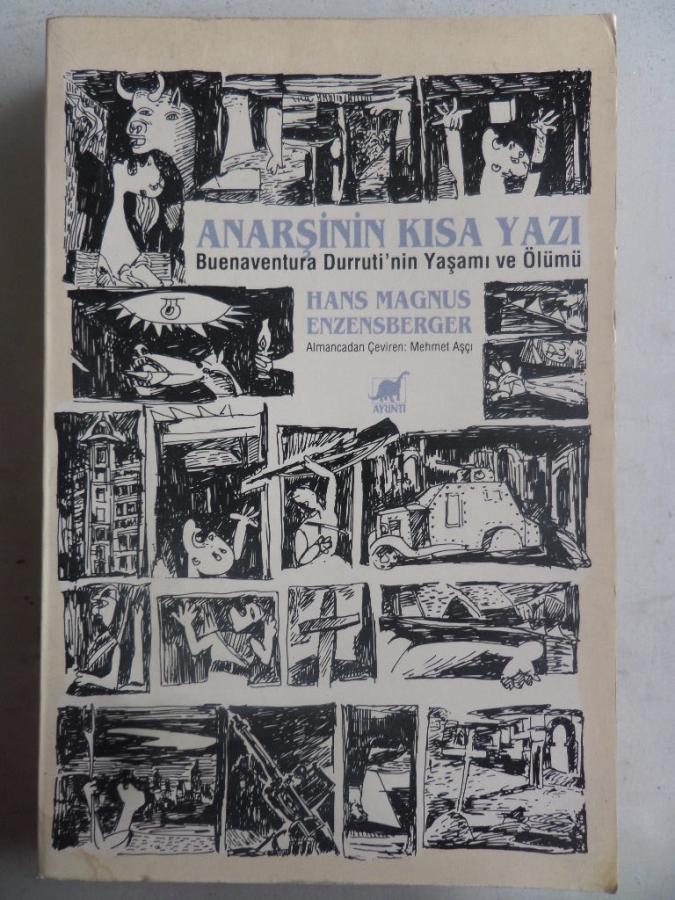 ANARŞİNİN KISA YAZI
Buenaventura Durruti'nin Yaşamı ve Ölümü
HANS MAGNUS
ENZENSBERGER
Almancadan Çeviren: Mehmet Aşçı
AYRINTI